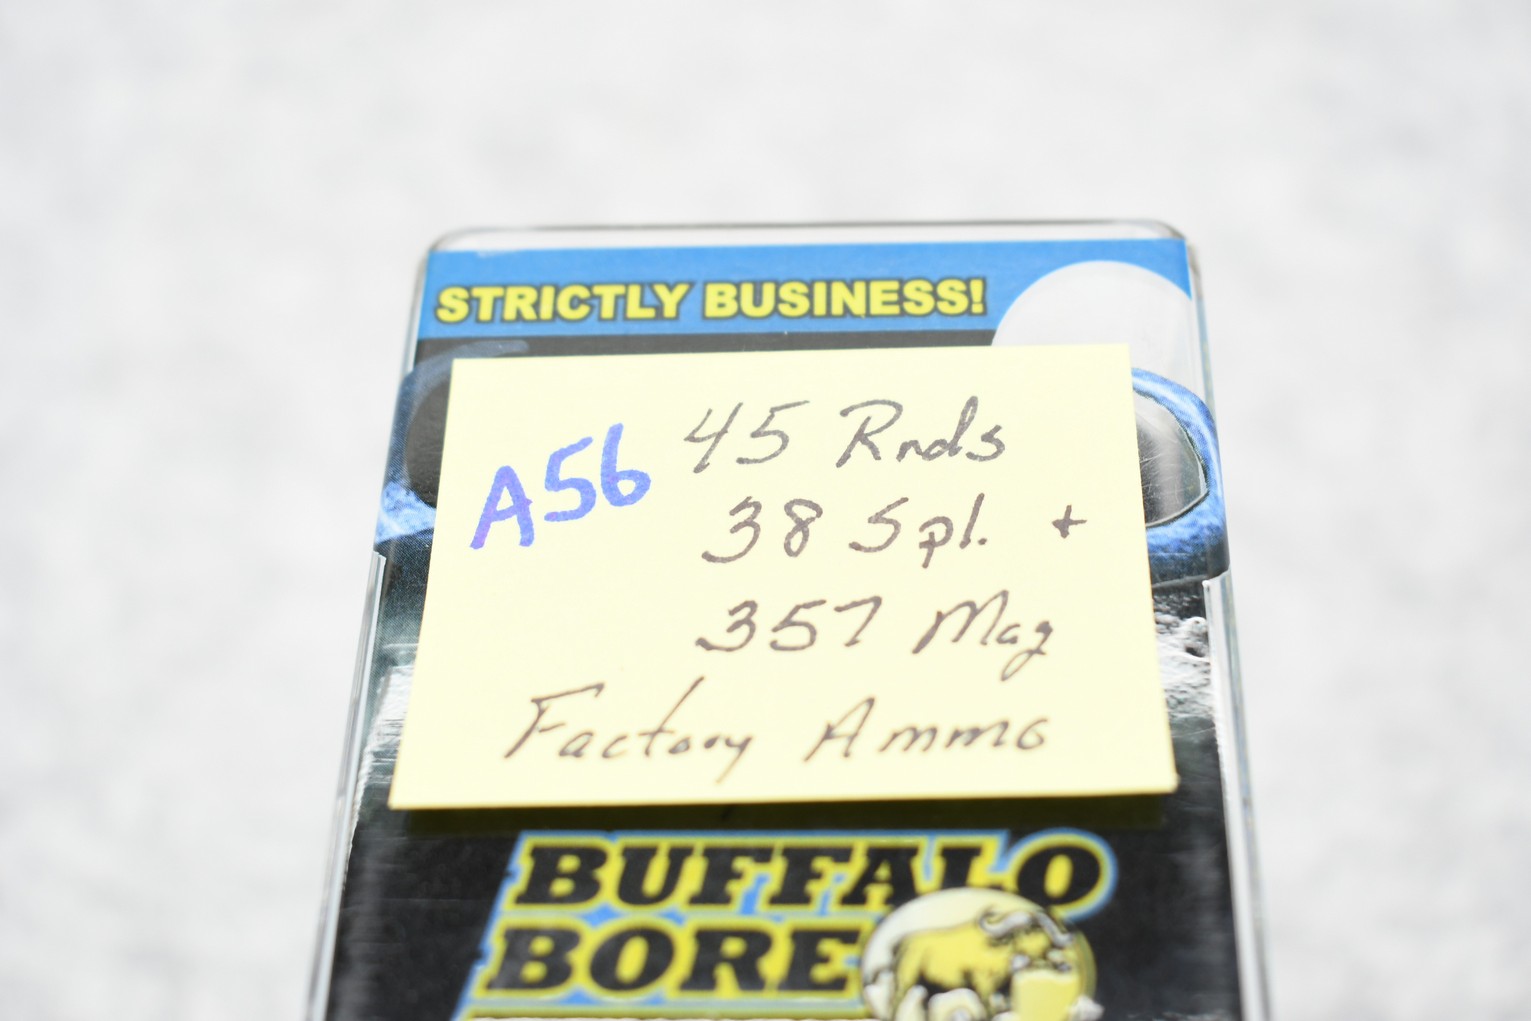 STRICTLY BUSINESS!
A56
45 Rnds
38 Spl. +
357 Mag
Factory Ammo
BUFFALO
BORE